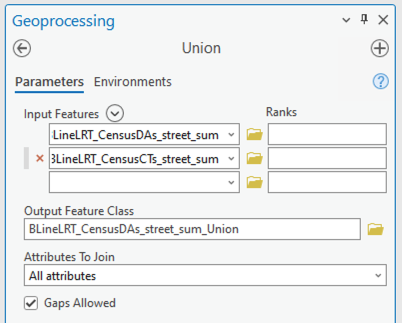 Geoprocessing
Union
Parameters Environments
Input Features Ranks
LineLRT_CensusDAs_street_sum
BLineLRT_CensusCTs_street_sum
Output Feature Class
BLineLRT_CensusDAs_street_sum_Union
Attributes To Join
All attributes
Gaps Allowed